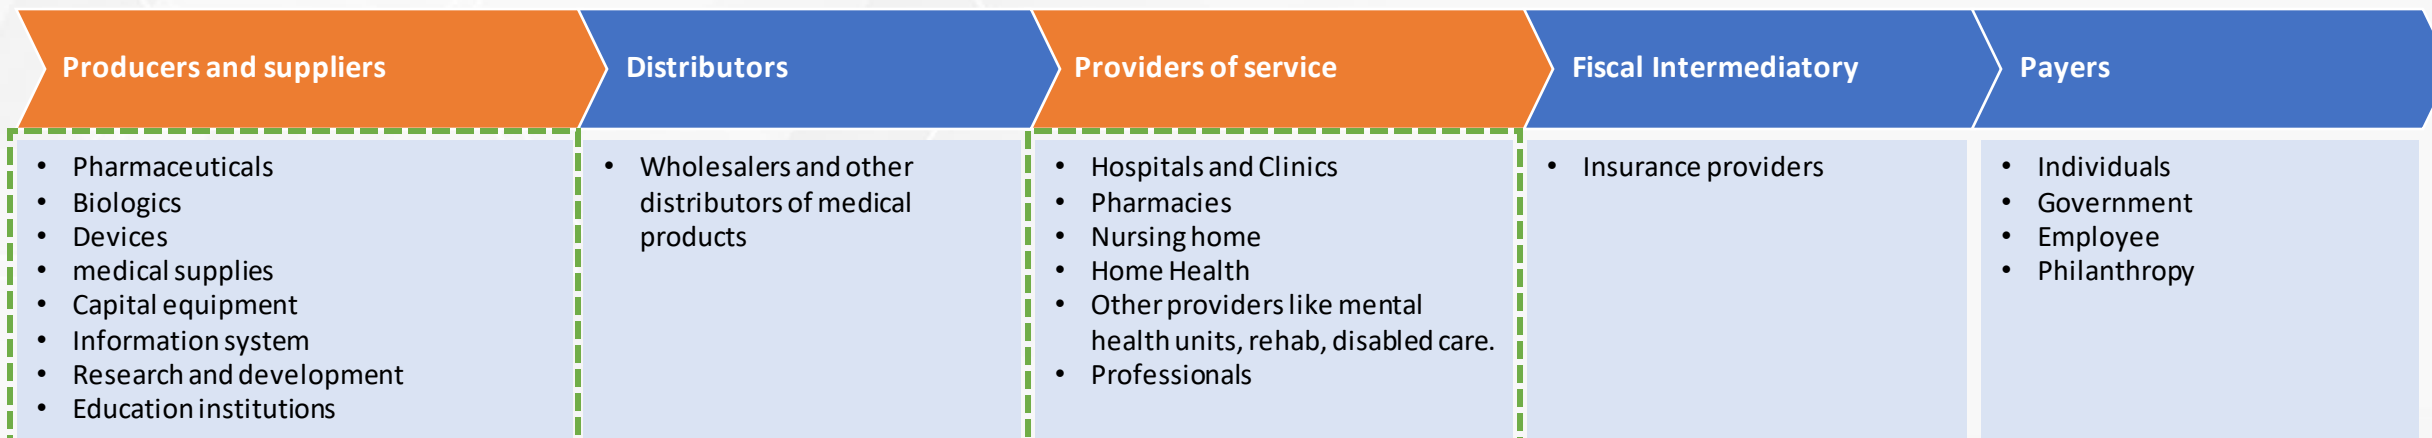 Producers and suppliers
• Pharmaceuticals
• Biologics
• Devices
• medical supplies
• Capital equipment
• Information system
• Research and development
• Education institutions
Distributors
• Wholesalers and other
distributors of medical
products
Providers of service
• Hospitals and Clinics
• Pharmacies
• Nursing home
• Home Health
• Other providers like mental
health units, rehab, disabled care.
• Professionals
Fiscal Intermediatory
• Insurance providers
Payers
• Individuals
• Government
• Employee
• Philanthropy